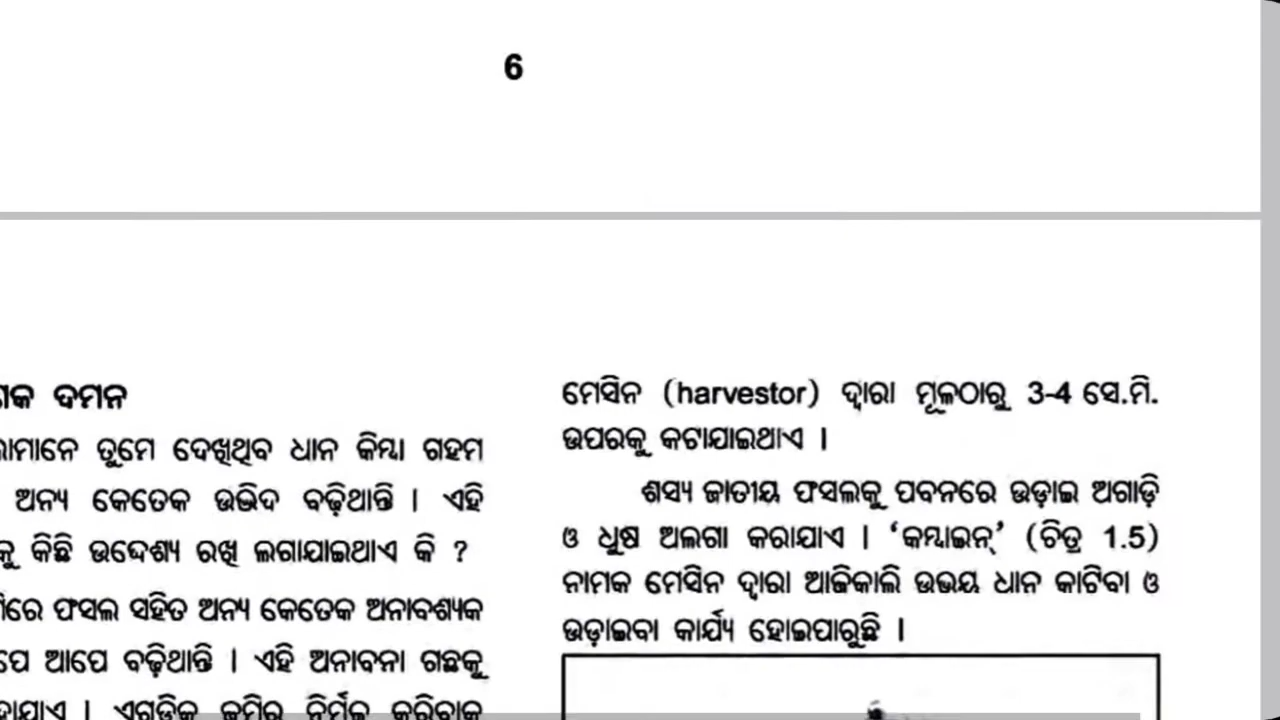 6
ଦମନ
ତୁମେ ଦେଖିଥିବ ଧାନ କିମ୍ବା ଗହମ
ଅନ୍ୟ କେତେକ ଉଦ୍ଭିଦ ବଢ଼ିଥାନ୍ତି । ଏହି
କିଛି ଉଦ୍ଦେଶ୍ୟ ରଖି ଲଗାଯାଇଥାଏ କି ?
ଫସଲ ସହିତ ଅନ୍ୟ କେତେକ ଅନାବଶ୍ୟକ
ଆପେ ବଢ଼ିଥାନ୍ତି । ଏହି ଅନାବନା ଗଛକୁ
ମେସିନ (harvestor) ଦ୍ୱାରା ମୂଳଠାରୁ 3-4 ସେ.ମି.
ଉପରକୁ କଟାଯାଇଥାଏ ।
ଶସ୍ୟ ଜାତୀୟ ଫସଲକୁ ପବନରେ ଉଡ଼ାଇ ଅଗାଡ଼ି
ଓ ଧୂଷ ଅଲଗା କରାଯାଏ । ‘କମ୍ବାଇନ୍’ (ଚିତ୍ର 1.5)
ନାମକ ମେସିନ ଦ୍ୱାରା ଆଜିକାଲି ଉଭୟ ଧାନ କାଟିବା ଓ
ଉଡ଼ାଇବା କାର୍ଯ୍ୟ ହୋଇପାରୁଛି ।